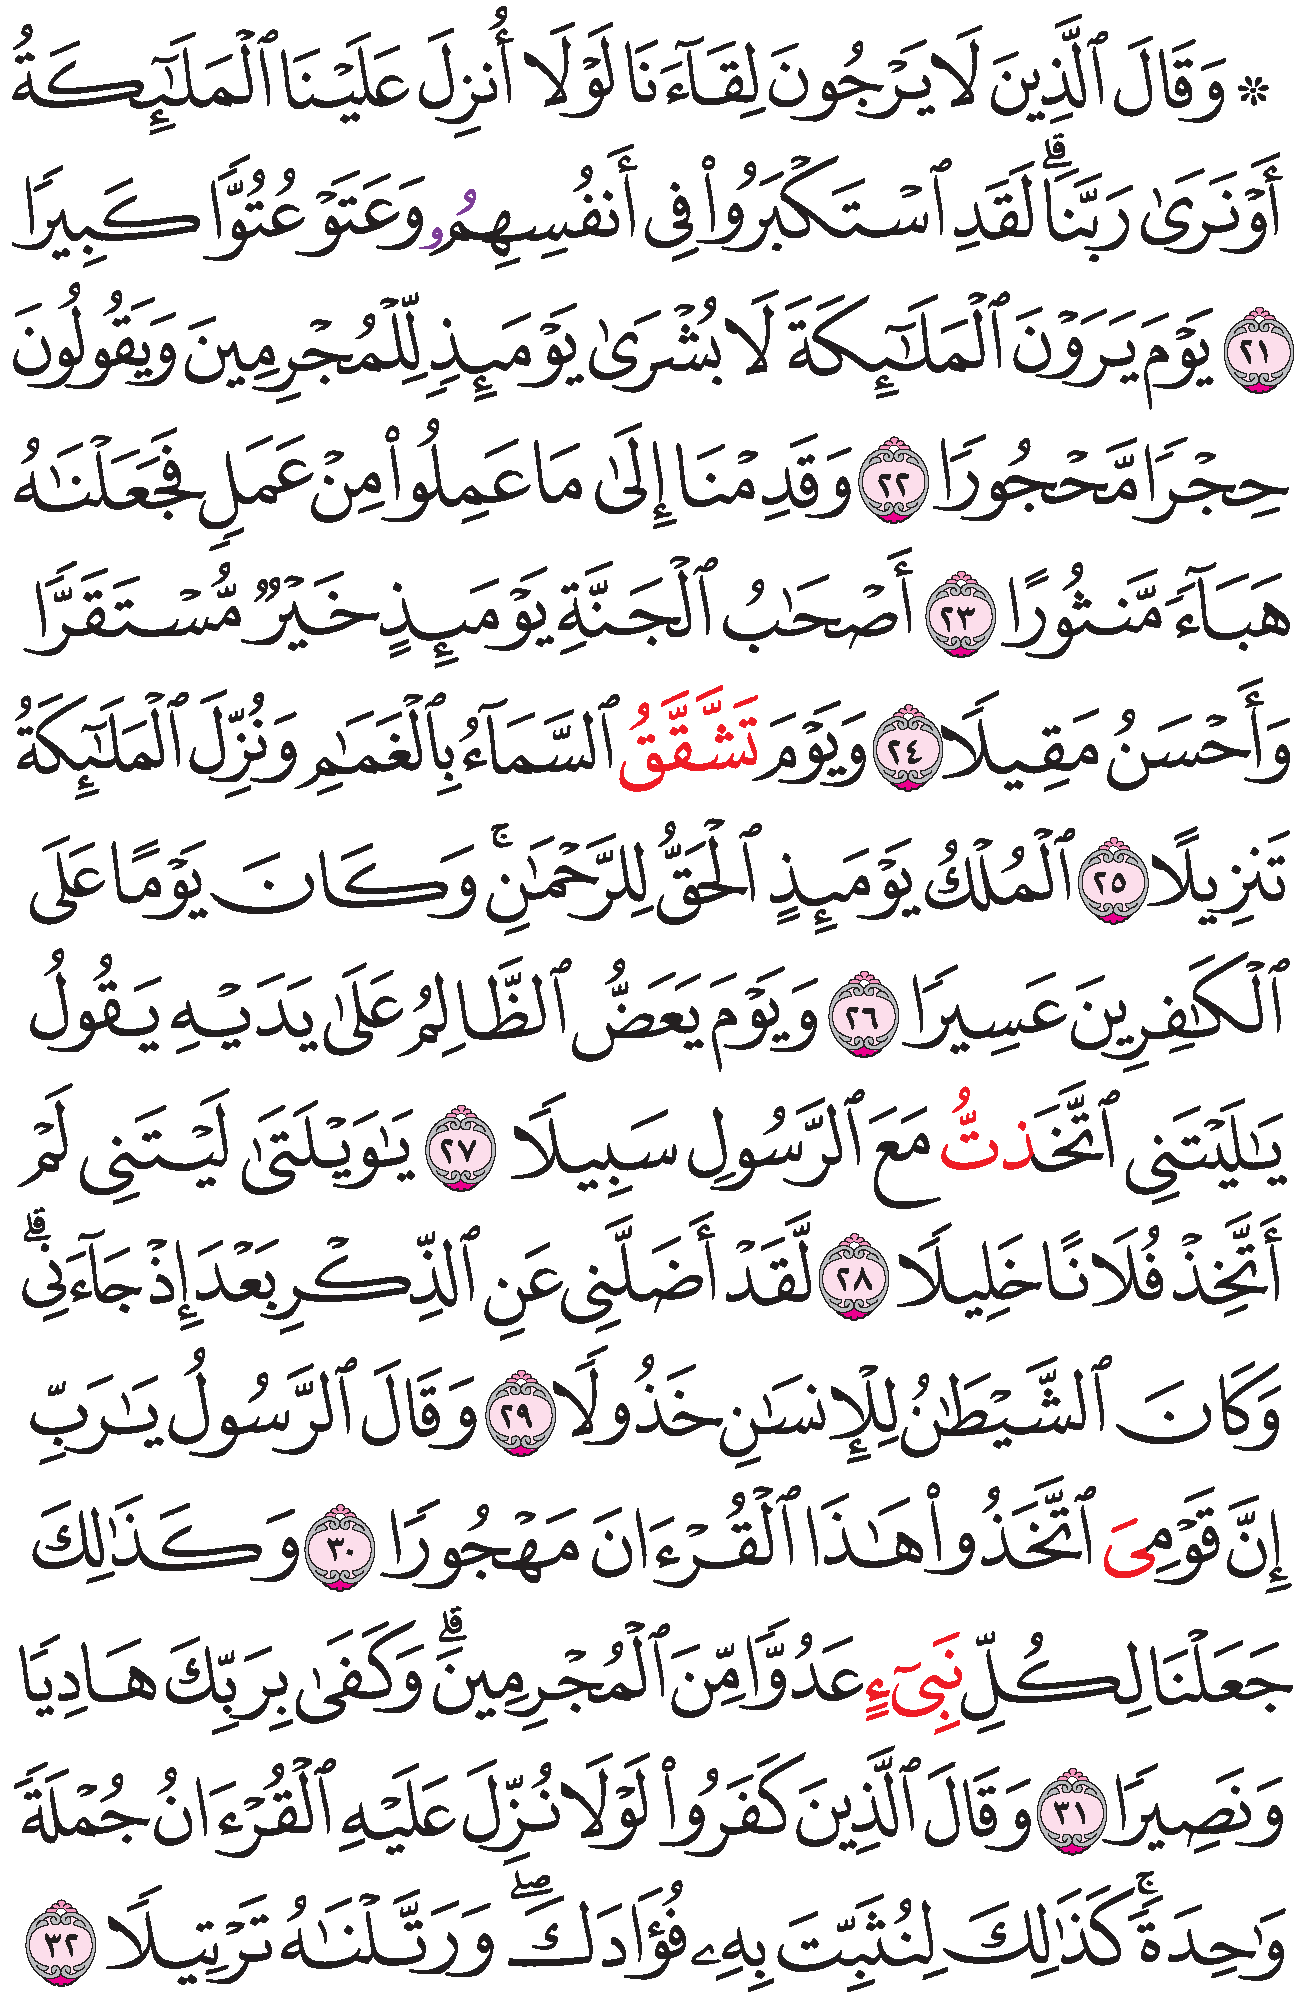 ۞ وَقَالَ ٱلَّذِينَ لَا يَرْجُونَ لِقَآءَنَا لَوْلَآ أُنزِلَ عَلَيْنَا ٱلْمَلَـٰٓئِكَةُ
أَوْ نَرَىٰ رَبَّنَا ۗ لَقَدِ ٱسْتَكْبَرُوا۟ فِىٓ أَنفُسِهِمُۥ وَعَتَوْ عُتُوًّا كَبِيرًا
٢١ يَوْمَ يَرَوْنَ ٱلْمَلَـٰٓئِكَةَ لَا بُشْرَىٰ يَوْمَئِذٍ لِّلْمُجْرِمِينَ وَيَقُولُونَ
حِجْرًا مَّحْجُورًا ٢٢ وَقَدِمْنَآ إِلَىٰ مَا عَمِلُوا۟ مِنْ عَمَلٍ فَجَعَلْنَـٰهُ
هَبَآءً مَّنثُورًا ٢٣ أَصْحَـٰبُ ٱلْجَنَّةِ يَوْمَئِذٍ خَيْرٌ مُّسْتَقَرًّا
وَأَحْسَنُ مَقِيلًا ٢٤ وَيَوْمَ تَشَّقَّقُ ٱلسَّمَآءُ بِٱلْغَمَـٰمِ وَنُزِّلَ ٱلْمَلَـٰٓئِكَةُ
تَنزِيلًا ٢٥ ٱلْمُلْكُ يَوْمَئِذٍ ٱلْحَقُّ لِلرَّحْمَـٰنِ ۚ وَكَانَ يَوْمًا عَلَى
ٱلْكَـٰفِرِينَ عَسِيرًا ٢٦ وَيَوْمَ يَعَضُّ ٱلظَّالِمُ عَلَىٰ يَدَيْهِ يَقُولُ
يَـٰلَيْتَنِى ٱتَّخَذتُّ مَعَ ٱلرَّسُولِ سَبِيلًا ٢٧ يَـٰوَيْلَتَىٰ لَيْتَنِى لَمْ
أَتَّخِذْ فُلَانًا خَلِيلًا ٢٨ لَّقَدْ أَضَلَّنِى عَنِ ٱلذِّكْرِ بَعْدَ إِذْ جَآءَنِى ۗ
وَكَانَ ٱلشَّيْطَـٰنُ لِلْإِنسَـٰنِ خَذُولًا ٢٩ وَقَالَ ٱلرَّسُولُ يَـٰرَبِّ
إِنَّ قَوْمِىَ ٱتَّخَذُوا۟ هَـٰذَا ٱلْقُرْءَانَ مَهْجُورًا ٣٠ وَكَذَٰلِكَ
جَعَلْنَا لِكُلِّ نَبِىٓءٍ عَدُوًّا مِّنَ ٱلْمُجْرِمِينَ ۗ وَكَفَىٰ بِرَبِّكَ هَادِيًا
وَنَصِيرًا ٣١ وَقَالَ ٱلَّذِينَ كَفَرُوا۟ لَوْلَا نُزِّلَ عَلَيْهِ ٱلْقُرْءَانُ جُمْلَةً
وَٰحِدَةً ۚ كَذَٰلِكَ لِنُثَبِّتَ بِهِۦ فُؤَادَكَ ۖ وَرَتَّلْنَـٰهُ تَرْتِيلًا ٣٢